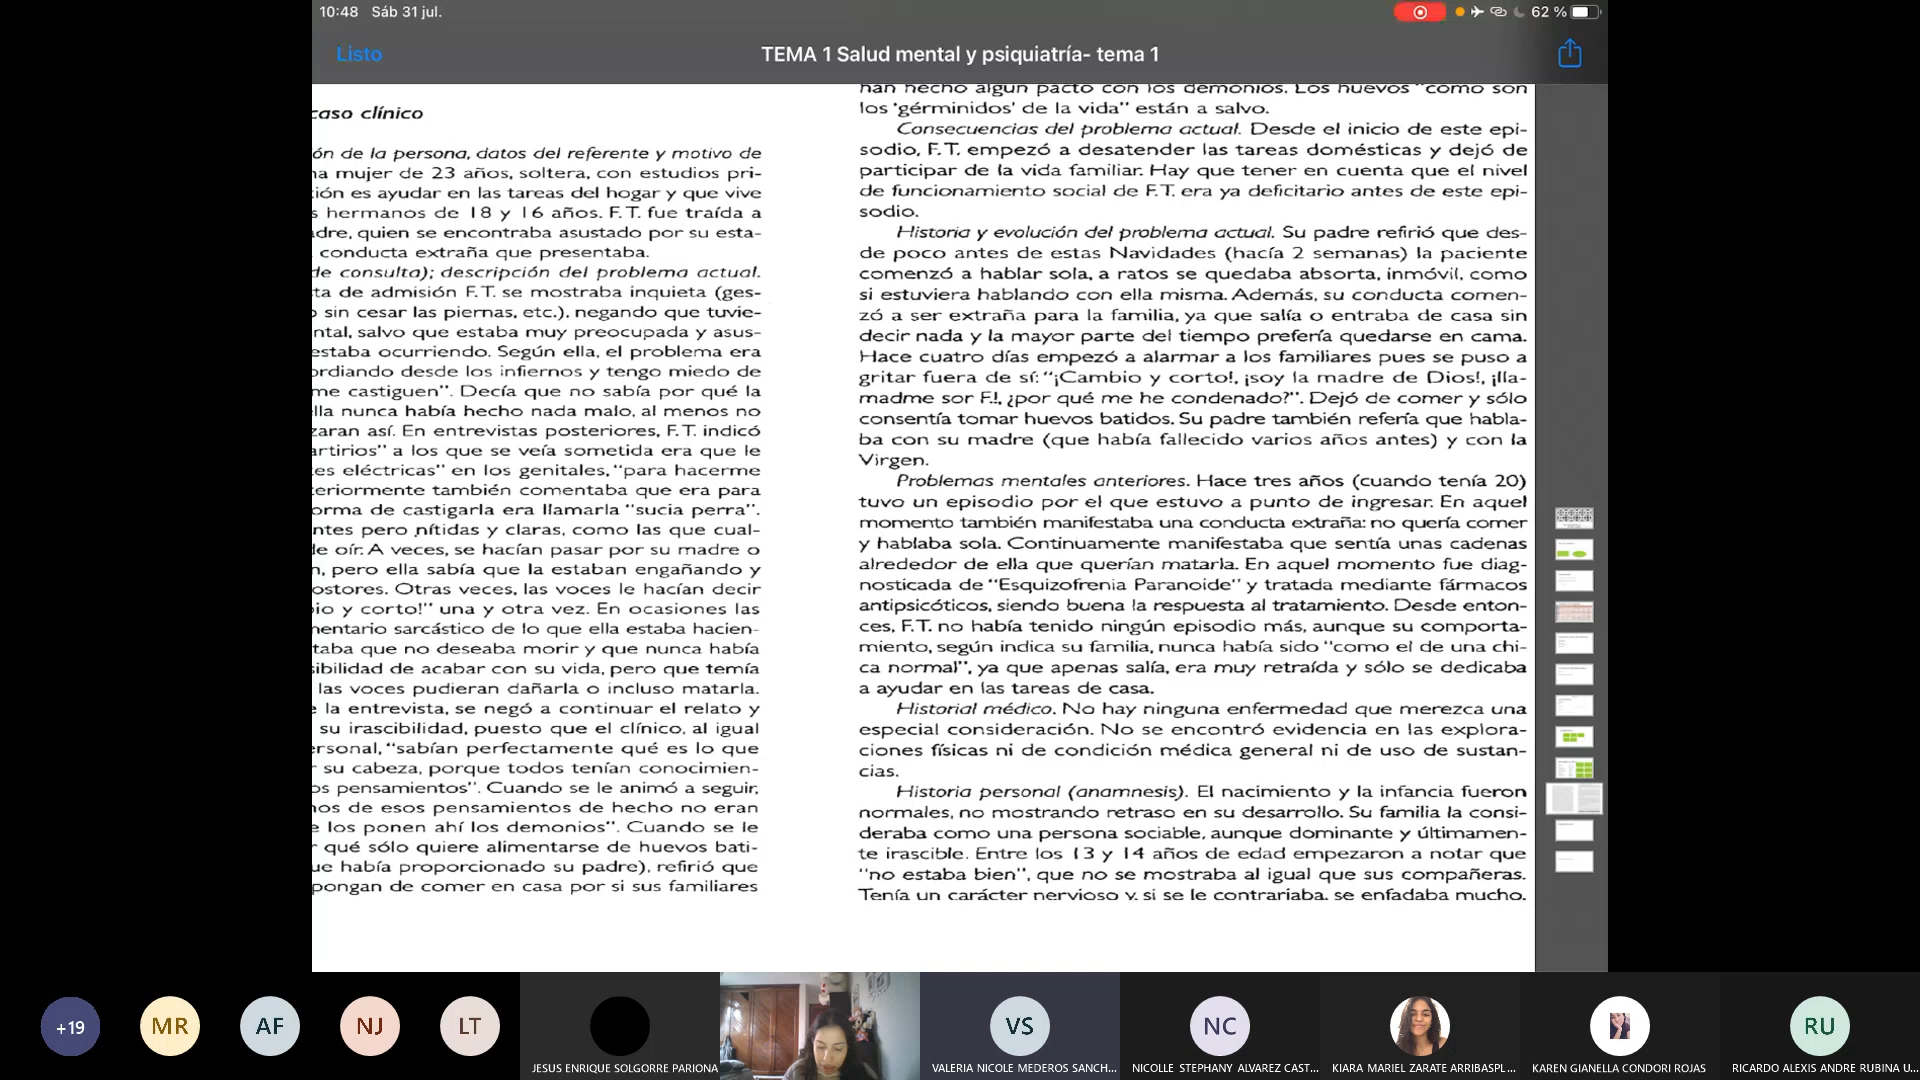 10:48 Sáb 31 jul.
62 %
Listo
TEMA 1 Salud mental y psiquiatría- tema 1
caso clínico
ón de la persona, datos del referente y motivo de
na mujer de 23 años, soltera, con estudios pri-
ción es ayudar en las tareas del hogar y que vive
s hermanos de 18 y 16 años. F.T. fue traída a
adre, quien se encontraba asustado por su esta-
conducta extraña que presentaba.
de consulta); descripción del problema actual.
ta de admisión F.T. se mostraba inquieta (ges-
o sin cesar las piernas, etc.), negando que tuvie-
ntal, salvo que estaba muy preocupada y asus-
estaba ocurriendo. Según ella, el problema era
ordiando desde los infiernos y tengo miedo de
me castiguen". Decía que no sabía por qué la
lla nunca había hecho nada malo, al menos no
zaran así. En entrevistas posteriores, F.T. indicó
artirios" a los que se veía sometida era que le
es eléctricas" en los genitales, "para hacerme
teriormente también comentaba que era para
orma de castigarla era llamarla "sucia perra".
ntes pero nítidas y claras, como las que cual-
de oír. A veces, se hacían pasar por su madre o
n, pero ella sabía que la estaban engañando y
ostores. Otras veces, las voces le hacían decir
io y corto!" una y otra vez. En ocasiones las
mentario sarcástico de lo que ella estaba hacien-
taba que no deseaba morir y que nunca había
sibilidad de acabar con su vida, pero que temía
las voces pudieran dañarla o incluso matarla.
e la entrevista, se negó a continuar el relato y
su irascibilidad, puesto que el clínico, al igual
ersonal, "sabían perfectamente qué es lo que
r su cabeza, porque todos tenían conocimien-
os pensamientos". Cuando se le animó a seguir,
nos de esos pensamientos de hecho no eran
e los ponen ahí los demonios". Cuando se le
r qué sólo quiere alimentarse de huevos bati-
ue había proporcionado su padre), refirió que
pongan de comer en casa por si sus familiares
han hecho algún pacto con los demonios. Los huevos "como son
los 'gérminidos' de la vida" están a salvo.
Consecuencias del problema actual. Desde el inicio de este epi-
sodio, F.T. empezó a desatender las tareas domésticas y dejó de
participar de la vida familiar. Hay que tener en cuenta que el nivel
de funcionamiento social de F.T. era ya deficitario antes de este epi-
sodio.
Historia y evolución del problema actual. Su padre refirió que des-
de poco antes de estas Navidades (hacía 2 semanas) la paciente
comenzó a hablar sola, a ratos se quedaba absorta, inmóvil, como
si estuviera hablando con ella misma. Además, su conducta comen-
zó a ser extraña para la familia, ya que salía o entraba de casa sin
decir nada y la mayor parte del tiempo prefería quedarse en cama.
Hace cuatro días empezó a alarmar a los familiares pues se puso a
gritar fuera de sí: "¡Cambio y corto!, ¡soy la madre de Dios!, ¡lla-
madme sor F.!, ¿por qué me he condenado?". Dejó de comer y sólo
consentía tomar huevos batidos. Su padre también refería que habla-
ba con su madre (que había fallecido varios años antes) y con la
Virgen.
Problemas mentales anteriores. Hace tres años (cuando tenía 20)
tuvo un episodio por el que estuvo a punto de ingresar. En aquel
momento también manifestaba una conducta extraña: no quería comer
y hablaba sola. Continuamente manifestaba que sentía unas cadenas
alrededor de ella que querían matarla. En aquel momento fue diag-
nosticada de "Esquizofrenia Paranoide" y tratada mediante fármacos
antipsicóticos, siendo buena la respuesta al tratamiento. Desde enton-
ces, F.T. no había tenido ningún episodio más, aunque su comporta-
miento, según indica su familia, nunca había sido "como el de una chi-
ca normal", ya que apenas salía, era muy retraída y sólo se dedicaba
a ayudar en las tareas de casa.
Historial médico. No hay ninguna enfermedad que merezca una
especial consideración. No se encontró evidencia en las explora-
ciones físicas ni de condición médica general ni de uso de sustan-
cias.
Historia personal (anamnesis). El nacimiento y la infancia fueron
normales, no mostrando retraso en su desarrollo. Su familia la consi-
deraba como una persona sociable, aunque dominante y últimamen-
te irascible. Entre los 13 y 14 años de edad empezaron a notar que
"no estaba bien", que no se mostraba al igual que sus compañeras.
Tenía un carácter nervioso y, si se le contrariaba, se enfadaba mucho.
+19
MR
AF
NJ
LT
VS
NC
RU
JESUS ENRIQUE SOLGORRE PARIONA
VALERIA NICOLE MEDEROS SANCH...
NICOLLE STEPHANY ALVAREZ CAST...
KIARA MARIEL ZARATE ARRIBASPL...
KAREN GIANELLA CONDORI ROJAS
RICARDO ALEXIS ANDRE RUBINA U...